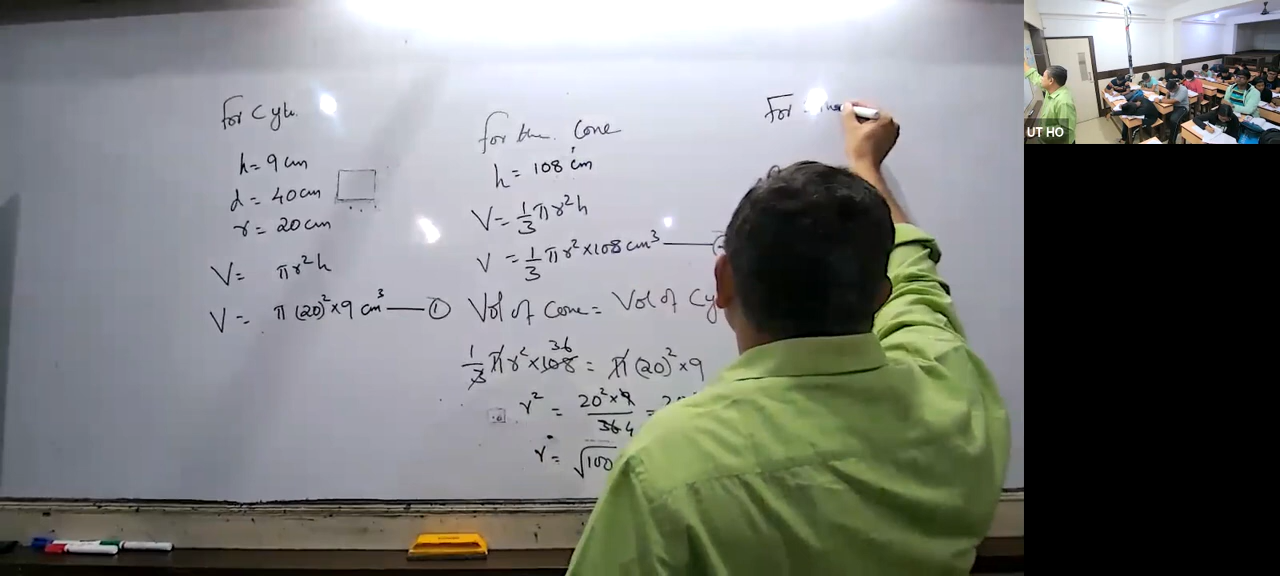 For Cyli.
h = 9 cm
d = 40 cm
r = 20 cm
V = πr²h
V = π(20)² × 9 cm³ —— ①
for the Cone
h = 108 cm
V = 1/3 πr²h
V = 1/3 πr² × 108 cm³ ——
Vol of Cone = Vol of Cy
1/3 πr² × 108 36 = π(20)² × 9
r² = 20² × 9 / 36 4 =
r = √100
For
UT HO